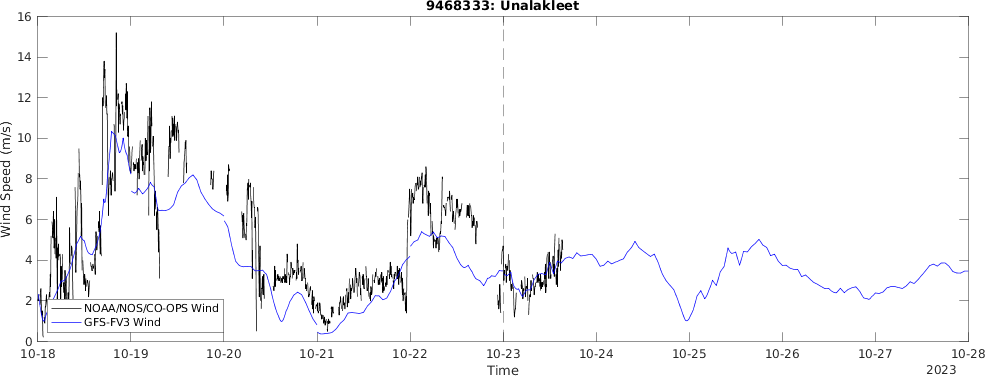 9468333: Unalakleet
16
14
12
10
8
6
4
2
0
Wind Speed (m/s)
NOAA/NOS/CO-OPS Wind
GFS-FV3 Wind
10-18 10-19 10-20 10-21 10-22 10-23 10-24 10-25 10-26 10-27 10-28
Time
2023